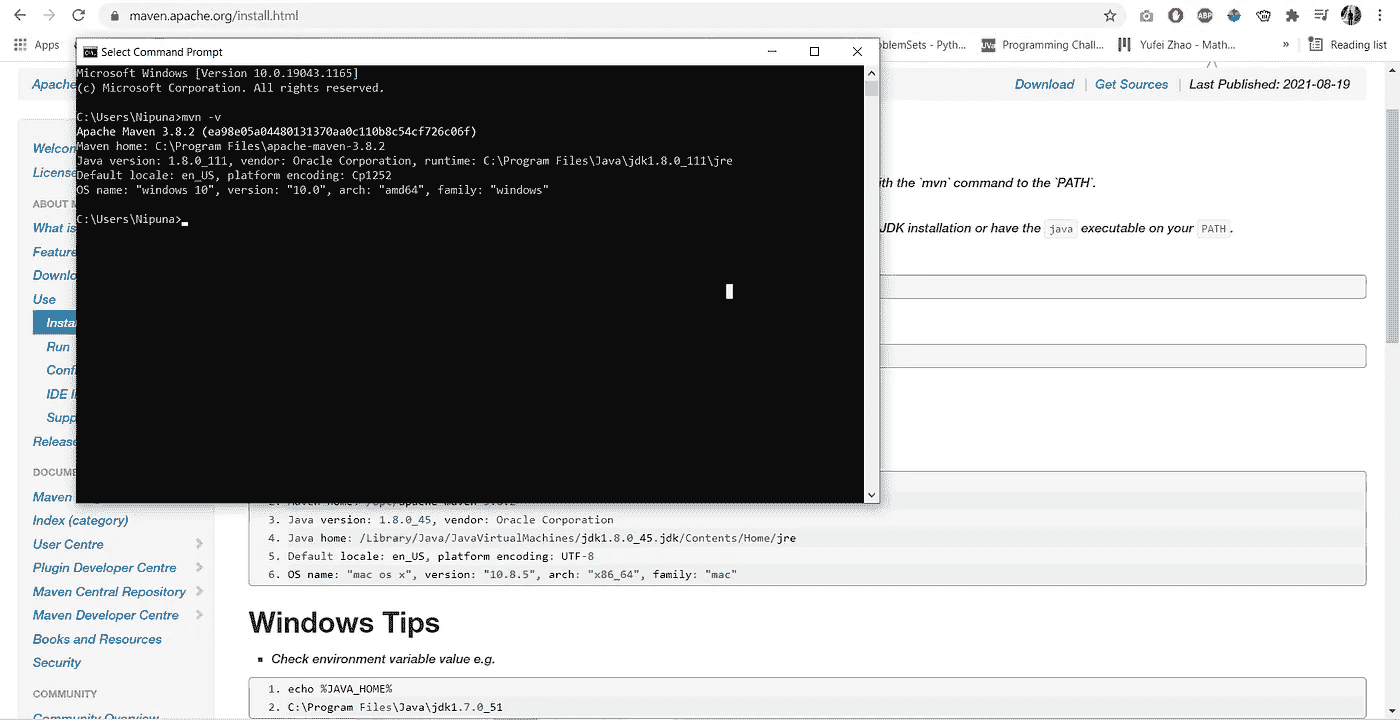 maven.apache.org/install.html
ABP
Apps
oblemSets - Pyth...
UVa Programming Chall...
Yufei Zhao - Math...
»
Reading list
Select Command Prompt
Apache
Download | Get Sources | Last Published: 2021-08-19
Microsoft Windows [Version 10.0.19043.1165]
(c) Microsoft Corporation. All rights reserved.
C:\Users\Nipuna>mvn -v
Apache Maven 3.8.2 (ea98e05a04480131370aa0c110b8c54cf726c06f)
Maven home: C:\Program Files\apache-maven-3.8.2
Java version: 1.8.0_111, vendor: Oracle Corporation, runtime: C:\Program Files\Java\jdk1.8.0_111\jre
Default locale: en_US, platform encoding: Cp1252
OS name: "windows 10", version: "10.0", arch: "amd64", family: "windows"
C:\Users\Nipuna>
ith the `mvn` command to the `PATH`.
JDK installation or have the java executable on your PATH .
Welcom
License
ABOUT M
What is
Feature
Downlo
Use
Instal
Run
Confi
IDE I
Supp
Release
DOCUME
Maven
Index (category)
User Centre
Plugin Developer Centre
Maven Central Repository
Maven Developer Centre
Books and Resources
Security
COMMUNITY
Community Overview
3. Java version: 1.8.0_45, vendor: Oracle Corporation
4. Java home: /Library/Java/JavaVirtualMachines/jdk1.8.0_45.jdk/Contents/Home/jre
5. Default locale: en_US, platform encoding: UTF-8
6. OS name: "mac os x", version: "10.8.5", arch: "x86_64", family: "mac"
Windows Tips
Check environment variable value e.g.
1. echo %JAVA_HOME%
2. C:\Program Files\Java\jdk1.7.0_51